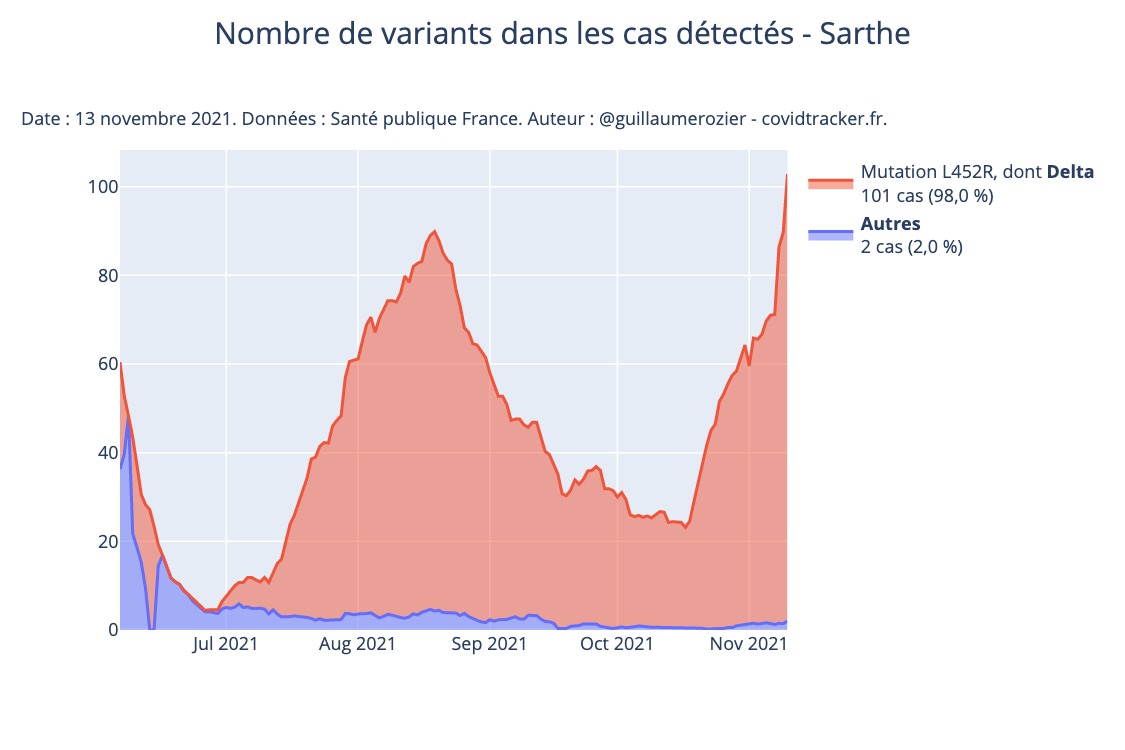 Nombre de variants dans les cas détectés - Sarthe
Date : 13 novembre 2021. Données : Santé publique France. Auteur : @guillaumerozier - covidtracker.fr.
Mutation L452R, dont Delta
101 cas (98,0 %)
Autres
2 cas (2,0 %)
100
80
60
40
20
0
Jul 2021
Aug 2021
Sep 2021
Oct 2021
Nov 2021